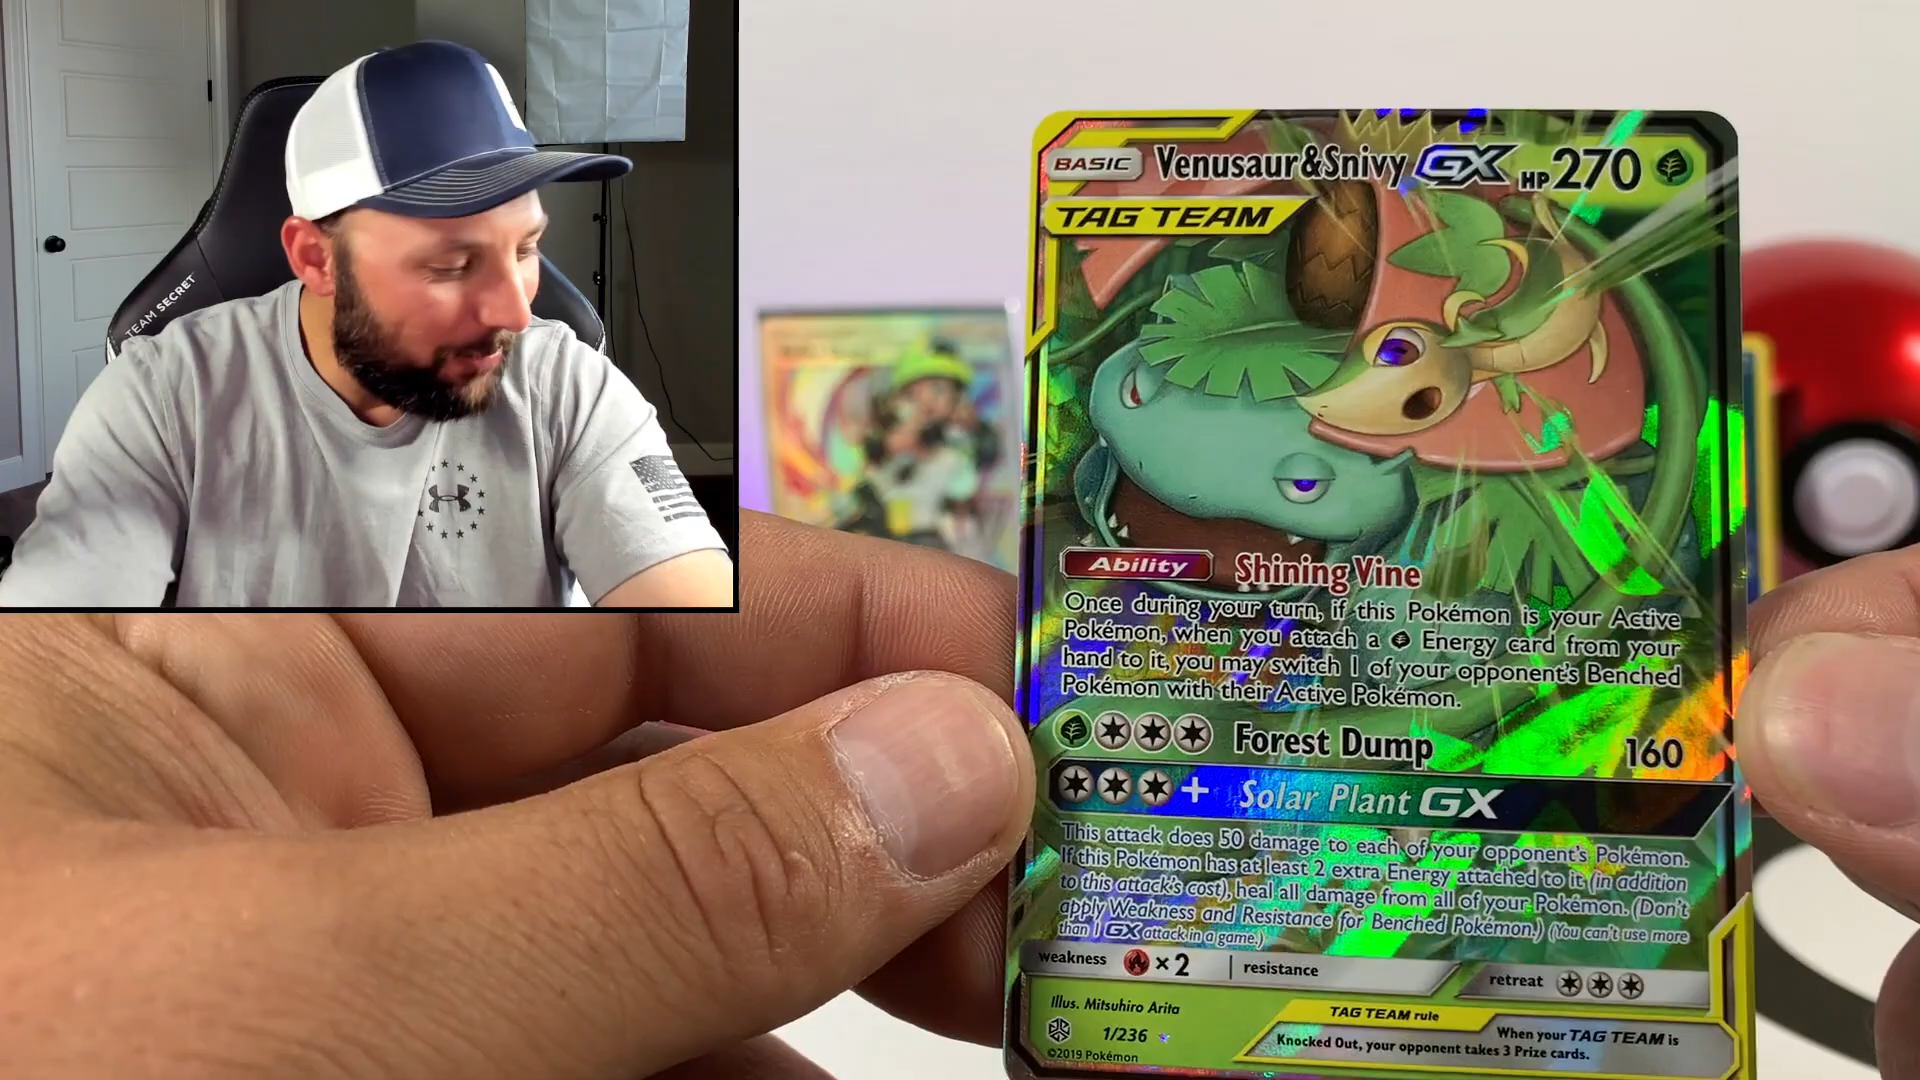 TEAM SECRET
BASIC Venusaur&Snivy GX HP 270
TAG TEAM
Ability Shining Vine
Once during your turn, if this Pokémon is your Active
Pokémon, when you attach a Energy card from your
hand to it, you may switch 1 of your opponent's Benched
Pokémon with their Active Pokémon.
Forest Dump 160
+ Solar Plant GX
This attack does 50 damage to each of your opponent's Pokémon.
If this Pokémon has at least 2 extra Energy attached to it (in addition
to this attack's cost), heal all damage from all of your Pokémon. (Don't
apply Weakness and Resistance for Benched Pokémon.) (You can't use more
than 1 GX attack in a game.)
weakness ×2 resistance
retreat
Illus. Mitsuhiro Arita
1/236
©2019 Pokémon
TAG TEAM rule
When your TAG TEAM is
Knocked Out, your opponent takes 3 Prize cards.